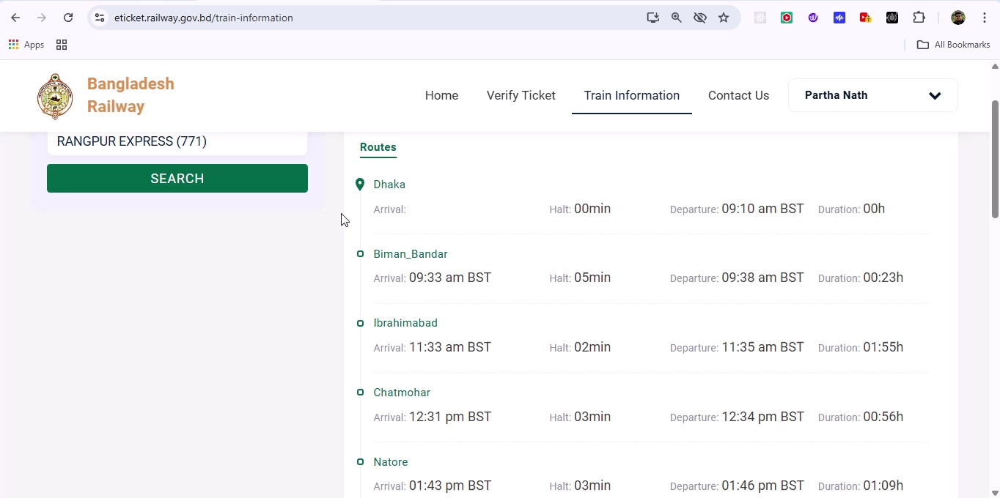 eticket.railway.gov.bd/train-information
Apps
All Bookmarks
Bangladesh
Railway
Home
Verify Ticket
Train Information
Contact Us
Partha Nath
RANGPUR EXPRESS (771)
SEARCH
Routes
Dhaka
Arrival: Halt: 00min Departure: 09:10 am BST Duration: 00h
Biman_Bandar
Arrival: 09:33 am BST Halt: 05min Departure: 09:38 am BST Duration: 00:23h
Ibrahimabad
Arrival: 11:33 am BST Halt: 02min Departure: 11:35 am BST Duration: 01:55h
Chatmohar
Arrival: 12:31 pm BST Halt: 03min Departure: 12:34 pm BST Duration: 00:56h
Natore
Arrival: 01:43 pm BST Halt: 03min Departure: 01:46 pm BST Duration: 01:09h